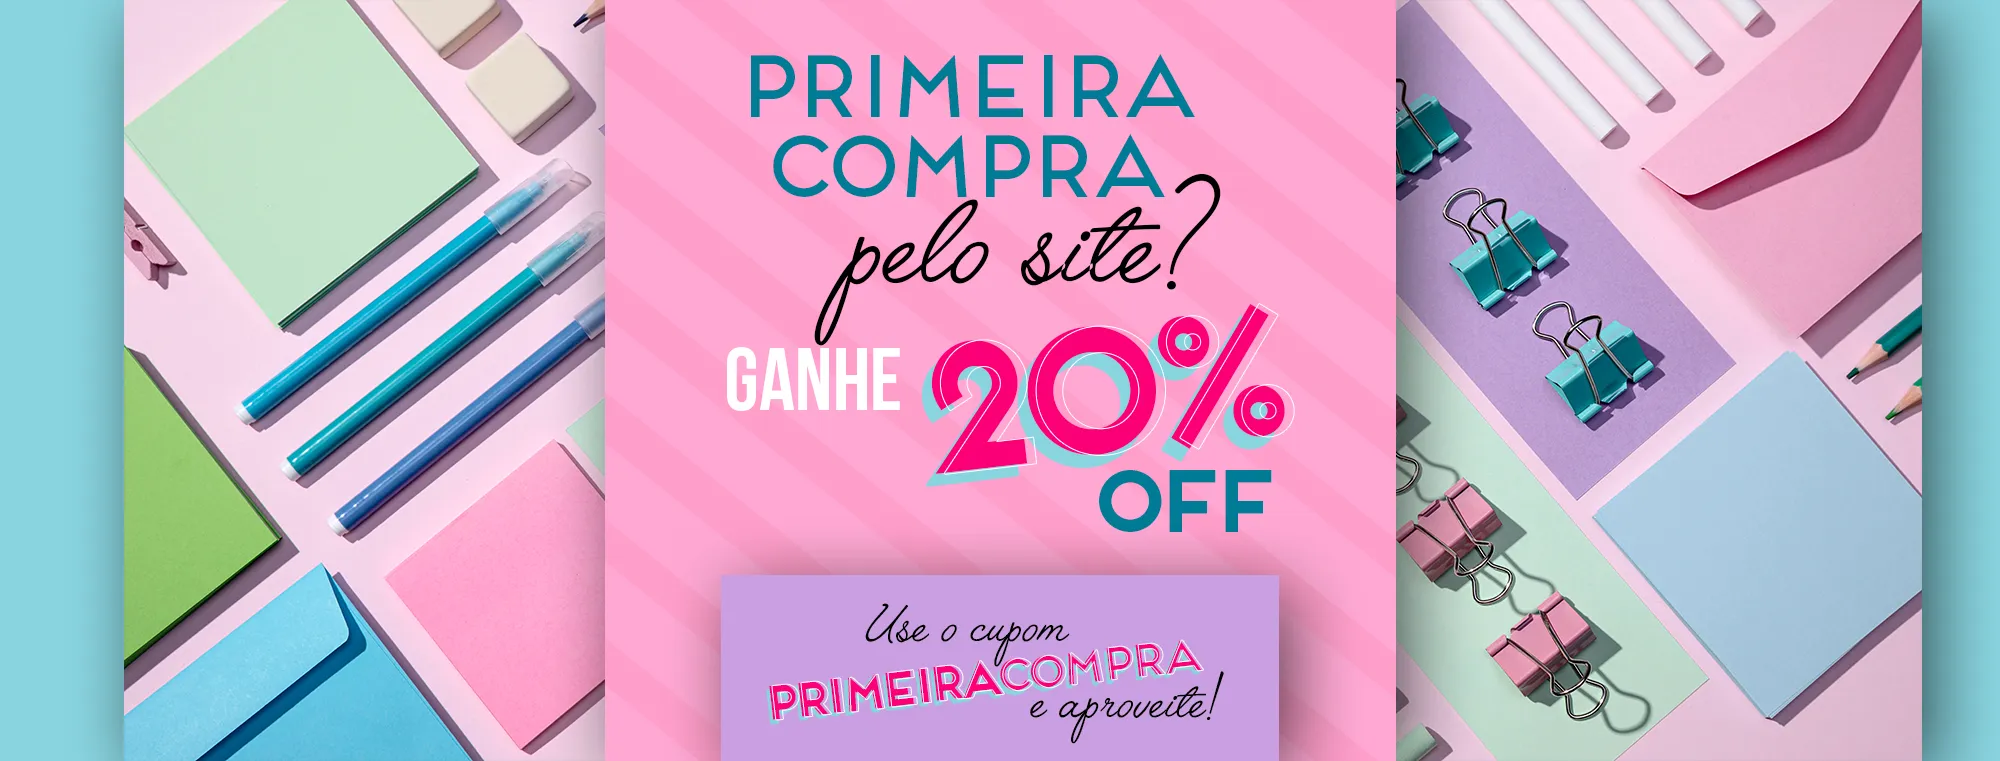 PRIMEIRA
COMPRA
pelo site?
GANHE 20%
OFF
Use o cupom
PRIMEIRACOMPRA
e aproveite!